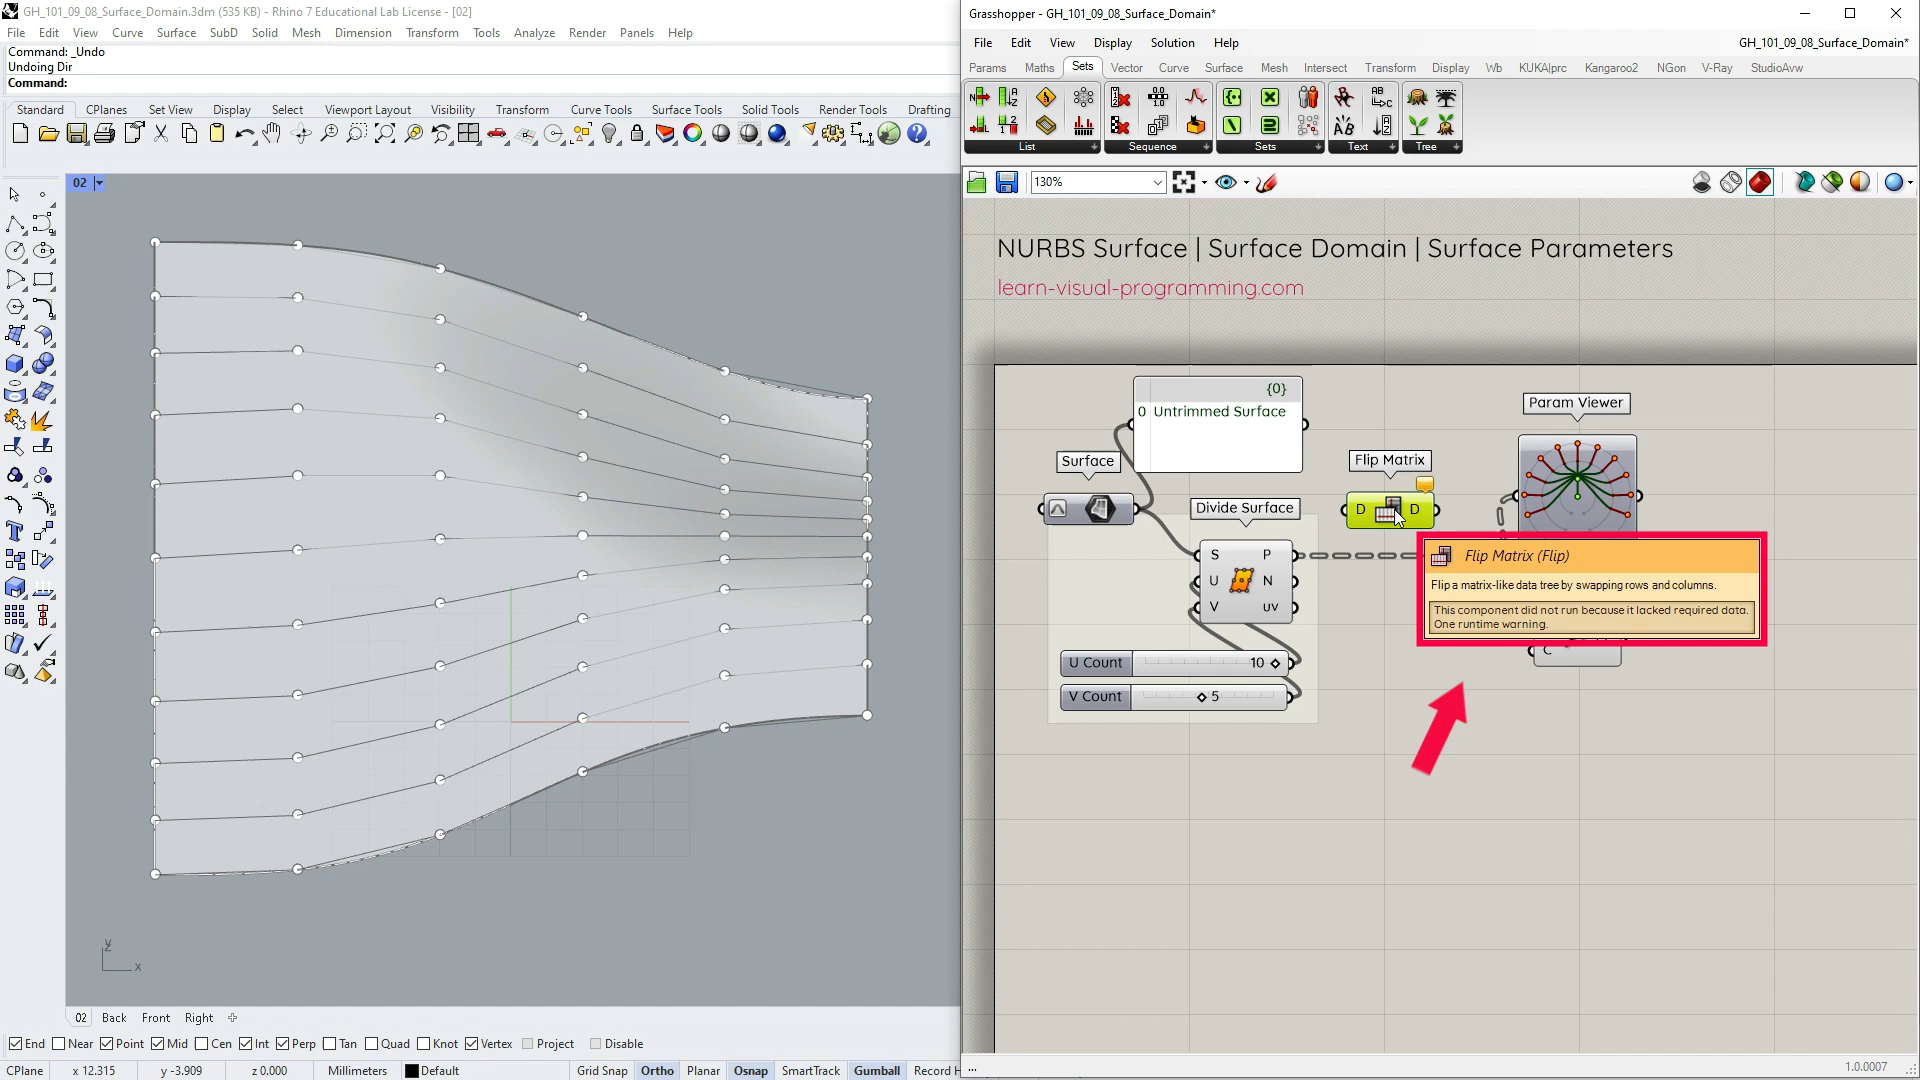 GH_101_09_08_Surface_Domain.3dm (535 KB) - Rhino 7 Educational Lab License - [02]
File Edit View Curve Surface SubD Solid Mesh Dimension Transform Tools Analyze Render Panels Help
Command: _Undo
Undoing Dir
Command:
Standard CPlanes Set View Display Select Viewport Layout Visibility Transform Curve Tools Surface Tools Solid Tools Render Tools Drafting
02
y
x
02 Back Front Right
End Near Point Mid Cen Int Perp Tan Quad Knot Vertex Project Disable
CPlane x 12.315 y -3.909 z 0.000 Millimeters Default Grid Snap Ortho Planar Osnap SmartTrack Gumball Record H
Grasshopper - GH_101_09_08_Surface_Domain*
File Edit View Display Solution Help GH_101_09_08_Surface_Domain*
Params Maths Sets Vector Curve Surface Mesh Intersect Transform Display Wb KUKA|prc Kangaroo2 NGon V-Ray StudioAvw
List Sequence Sets Text Tree
130%
NURBS Surface | Surface Domain | Surface Parameters
learn-visual-programming.com
{0}
0 Untrimmed Surface
Param Viewer
Surface
Flip Matrix
D D
Divide Surface
S P
U N
V UV
Flip Matrix (Flip)
Flip a matrix-like data tree by swapping rows and columns.
This component did not run because it lacked required data.
One runtime warning.
C
U Count 10
V Count 5
...
1.0.0007